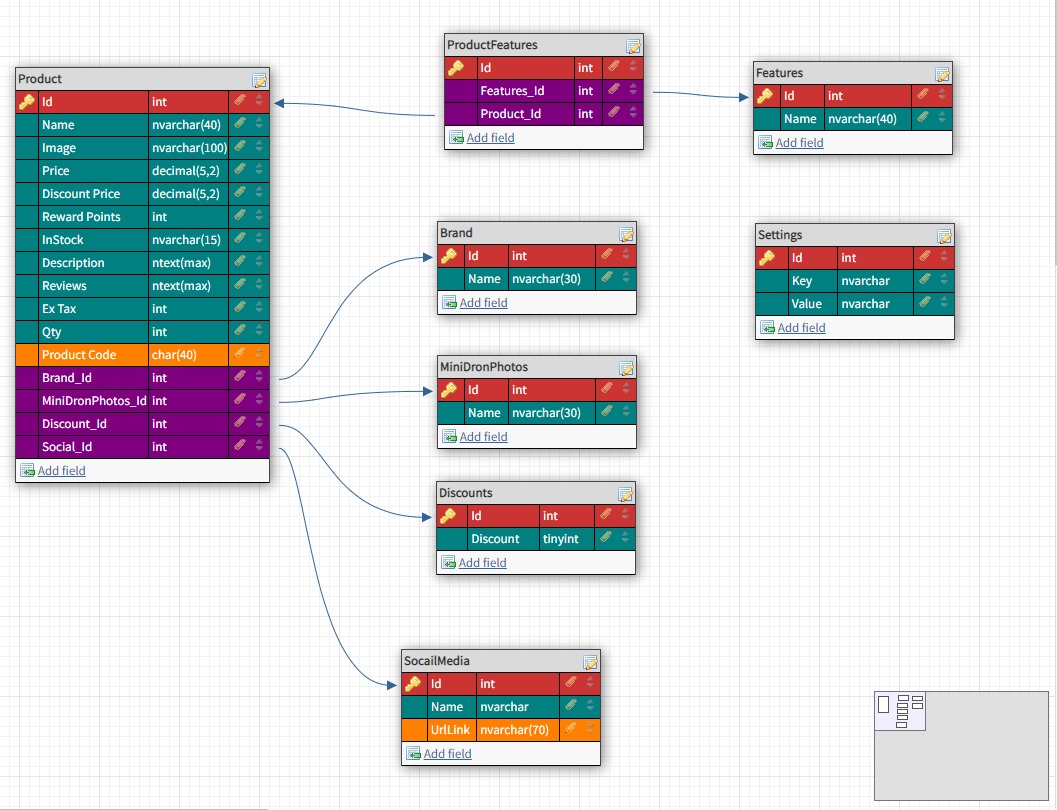 Product
Id int
Name nvarchar(40)
Image nvarchar(100)
Price decimal(5,2)
Discount Price decimal(5,2)
Reward Points int
InStock nvarchar(15)
Description ntext(max)
Reviews ntext(max)
Ex Tax int
Qty int
Product Code char(40)
Brand_Id int
MiniDronPhotos_Id int
Discount_Id int
Social_Id int
Add field
ProductFeatures
Id int
Features_Id int
Product_Id int
Add field
Features
Id int
Name nvarchar(40)
Add field
Brand
Id int
Name nvarchar(30)
Add field
Settings
Id int
Key nvarchar
Value nvarchar
Add field
MiniDronPhotos
Id int
Name nvarchar(30)
Add field
Discounts
Id int
Discount tinyint
Add field
SocailMedia
Id int
Name nvarchar
UrlLink nvarchar(70)
Add field